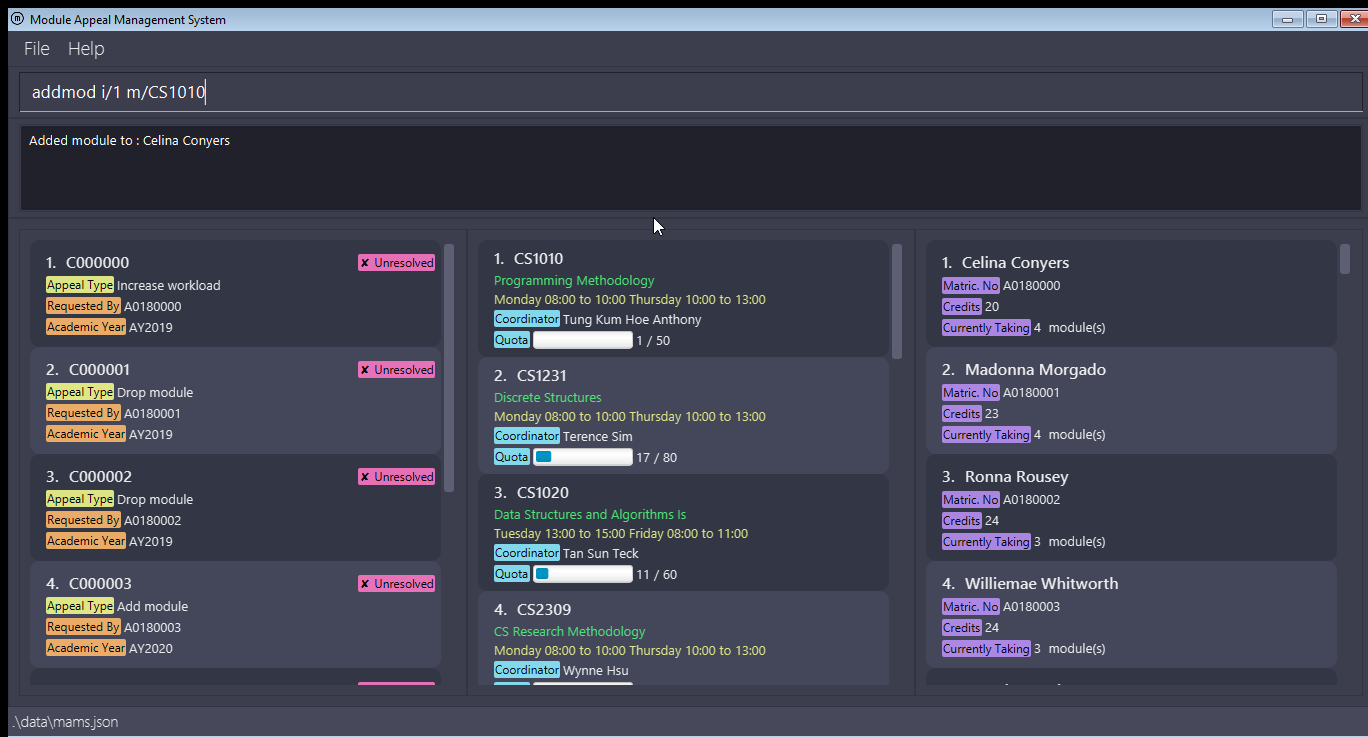 Module Appeal Management System
File Help
addmod i/1 m/CS1010
Added module to : Celina Conyers
1. C000000
✘ Unresolved
Appeal Type Increase workload
Requested By A0180000
Academic Year AY2019
2. C000001
✘ Unresolved
Appeal Type Drop module
Requested By A0180001
Academic Year AY2019
3. C000002
✘ Unresolved
Appeal Type Drop module
Requested By A0180002
Academic Year AY2019
4. C000003
✘ Unresolved
Appeal Type Add module
Requested By A0180003
Academic Year AY2020
1. CS1010
Programming Methodology
Monday 08:00 to 10:00 Thursday 10:00 to 13:00
Coordinator Tung Kum Hoe Anthony
Quota 1 / 50
2. CS1231
Discrete Structures
Monday 08:00 to 10:00 Thursday 10:00 to 13:00
Coordinator Terence Sim
Quota 17 / 80
3. CS1020
Data Structures and Algorithms Is
Tuesday 13:00 to 15:00 Friday 08:00 to 11:00
Coordinator Tan Sun Teck
Quota 11 / 60
4. CS2309
CS Research Methodology
Monday 08:00 to 10:00 Thursday 10:00 to 13:00
Coordinator Wynne Hsu
1. Celina Conyers
Matric. No A0180000
Credits 20
Currently Taking 4 module(s)
2. Madonna Morgado
Matric. No A0180001
Credits 23
Currently Taking 4 module(s)
3. Ronna Rousey
Matric. No A0180002
Credits 24
Currently Taking 3 module(s)
4. Williemae Whitworth
Matric. No A0180003
Credits 24
Currently Taking 3 module(s)
.\data\mams.json